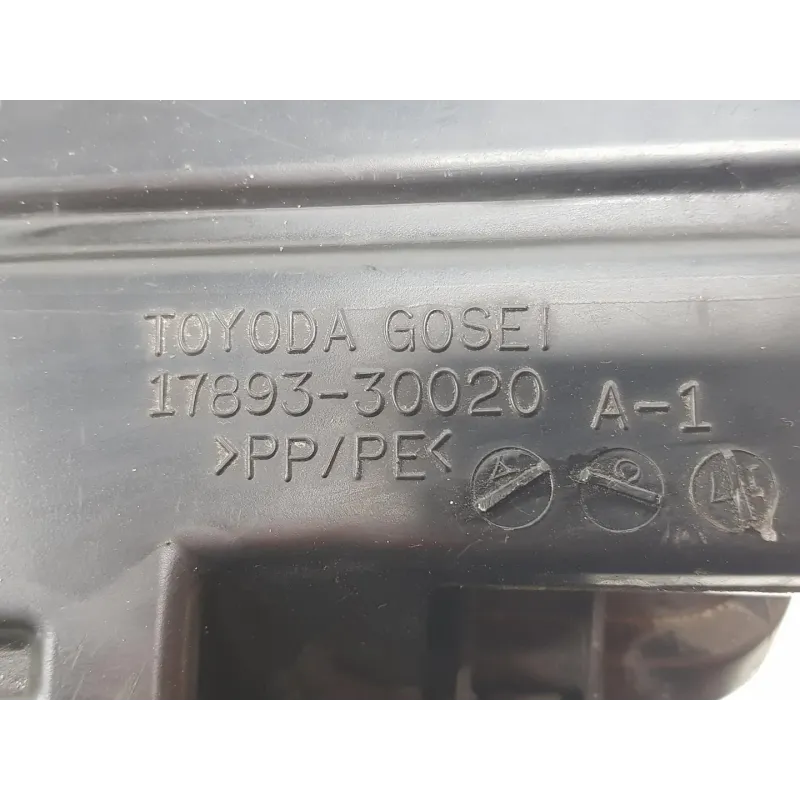 TOYODA GOSEI
17893-30020 A-1
>PP/PE<